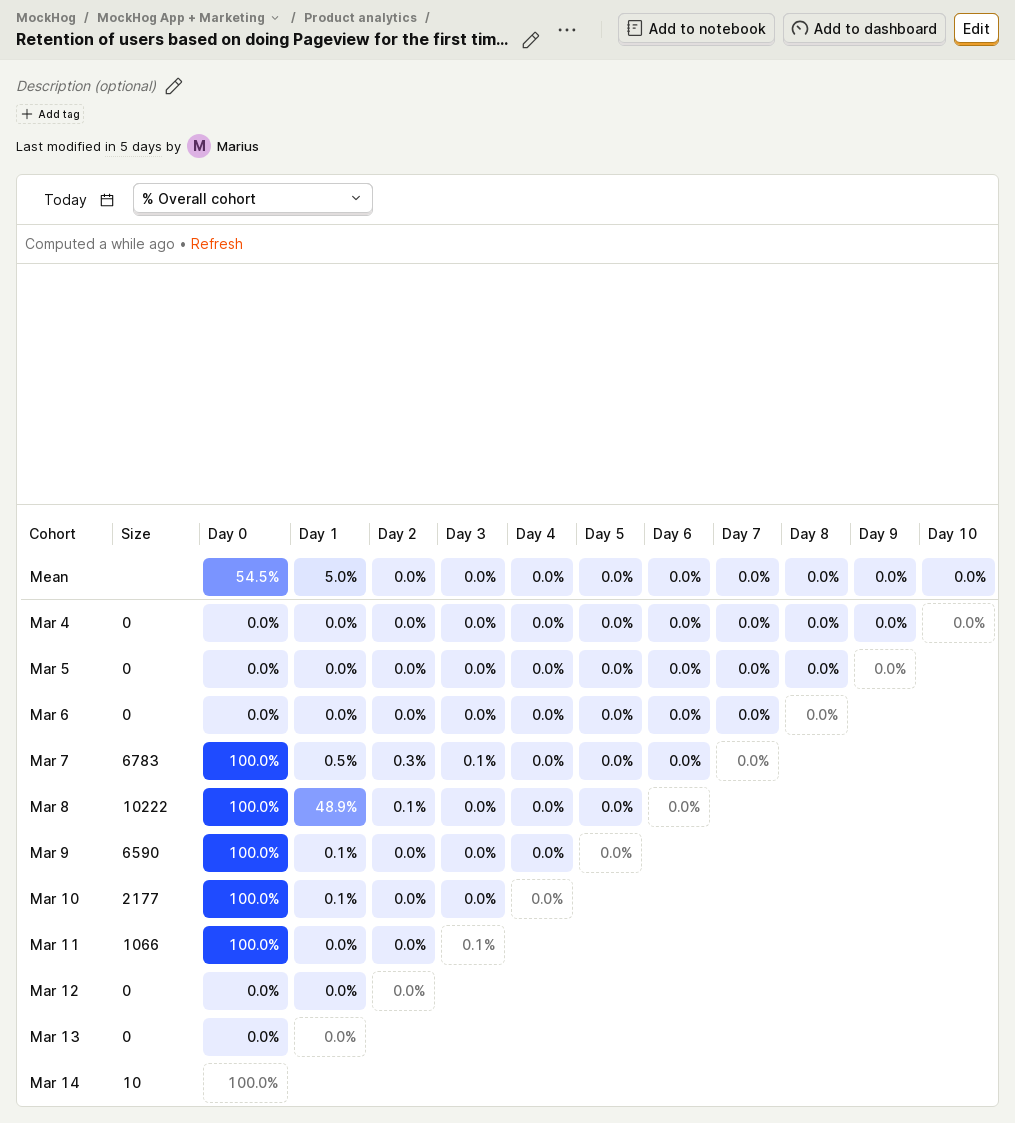 MockHog / MockHog App + Marketing / Product analytics /
Retention of users based on doing Pageview for the first tim...
Add to notebook
Add to dashboard
Edit
Description (optional)
Add tag
Last modified in 5 days by M Marius
Today
% Overall cohort
Computed a while ago • Refresh
Cohort Size Day 0 Day 1 Day 2 Day 3 Day 4 Day 5 Day 6 Day 7 Day 8 Day 9 Day 10
Mean 54.5% 5.0% 0.0% 0.0% 0.0% 0.0% 0.0% 0.0% 0.0% 0.0% 0.0%
Mar 4 0 0.0% 0.0% 0.0% 0.0% 0.0% 0.0% 0.0% 0.0% 0.0% 0.0% 0.0%
Mar 5 0 0.0% 0.0% 0.0% 0.0% 0.0% 0.0% 0.0% 0.0% 0.0% 0.0%
Mar 6 0 0.0% 0.0% 0.0% 0.0% 0.0% 0.0% 0.0% 0.0% 0.0%
Mar 7 6783 100.0% 0.5% 0.3% 0.1% 0.0% 0.0% 0.0% 0.0%
Mar 8 10222 100.0% 48.9% 0.1% 0.0% 0.0% 0.0% 0.0%
Mar 9 6590 100.0% 0.1% 0.0% 0.0% 0.0% 0.0%
Mar 10 2177 100.0% 0.1% 0.0% 0.0% 0.0%
Mar 11 1066 100.0% 0.0% 0.0% 0.1%
Mar 12 0 0.0% 0.0% 0.0%
Mar 13 0 0.0% 0.0%
Mar 14 10 100.0%